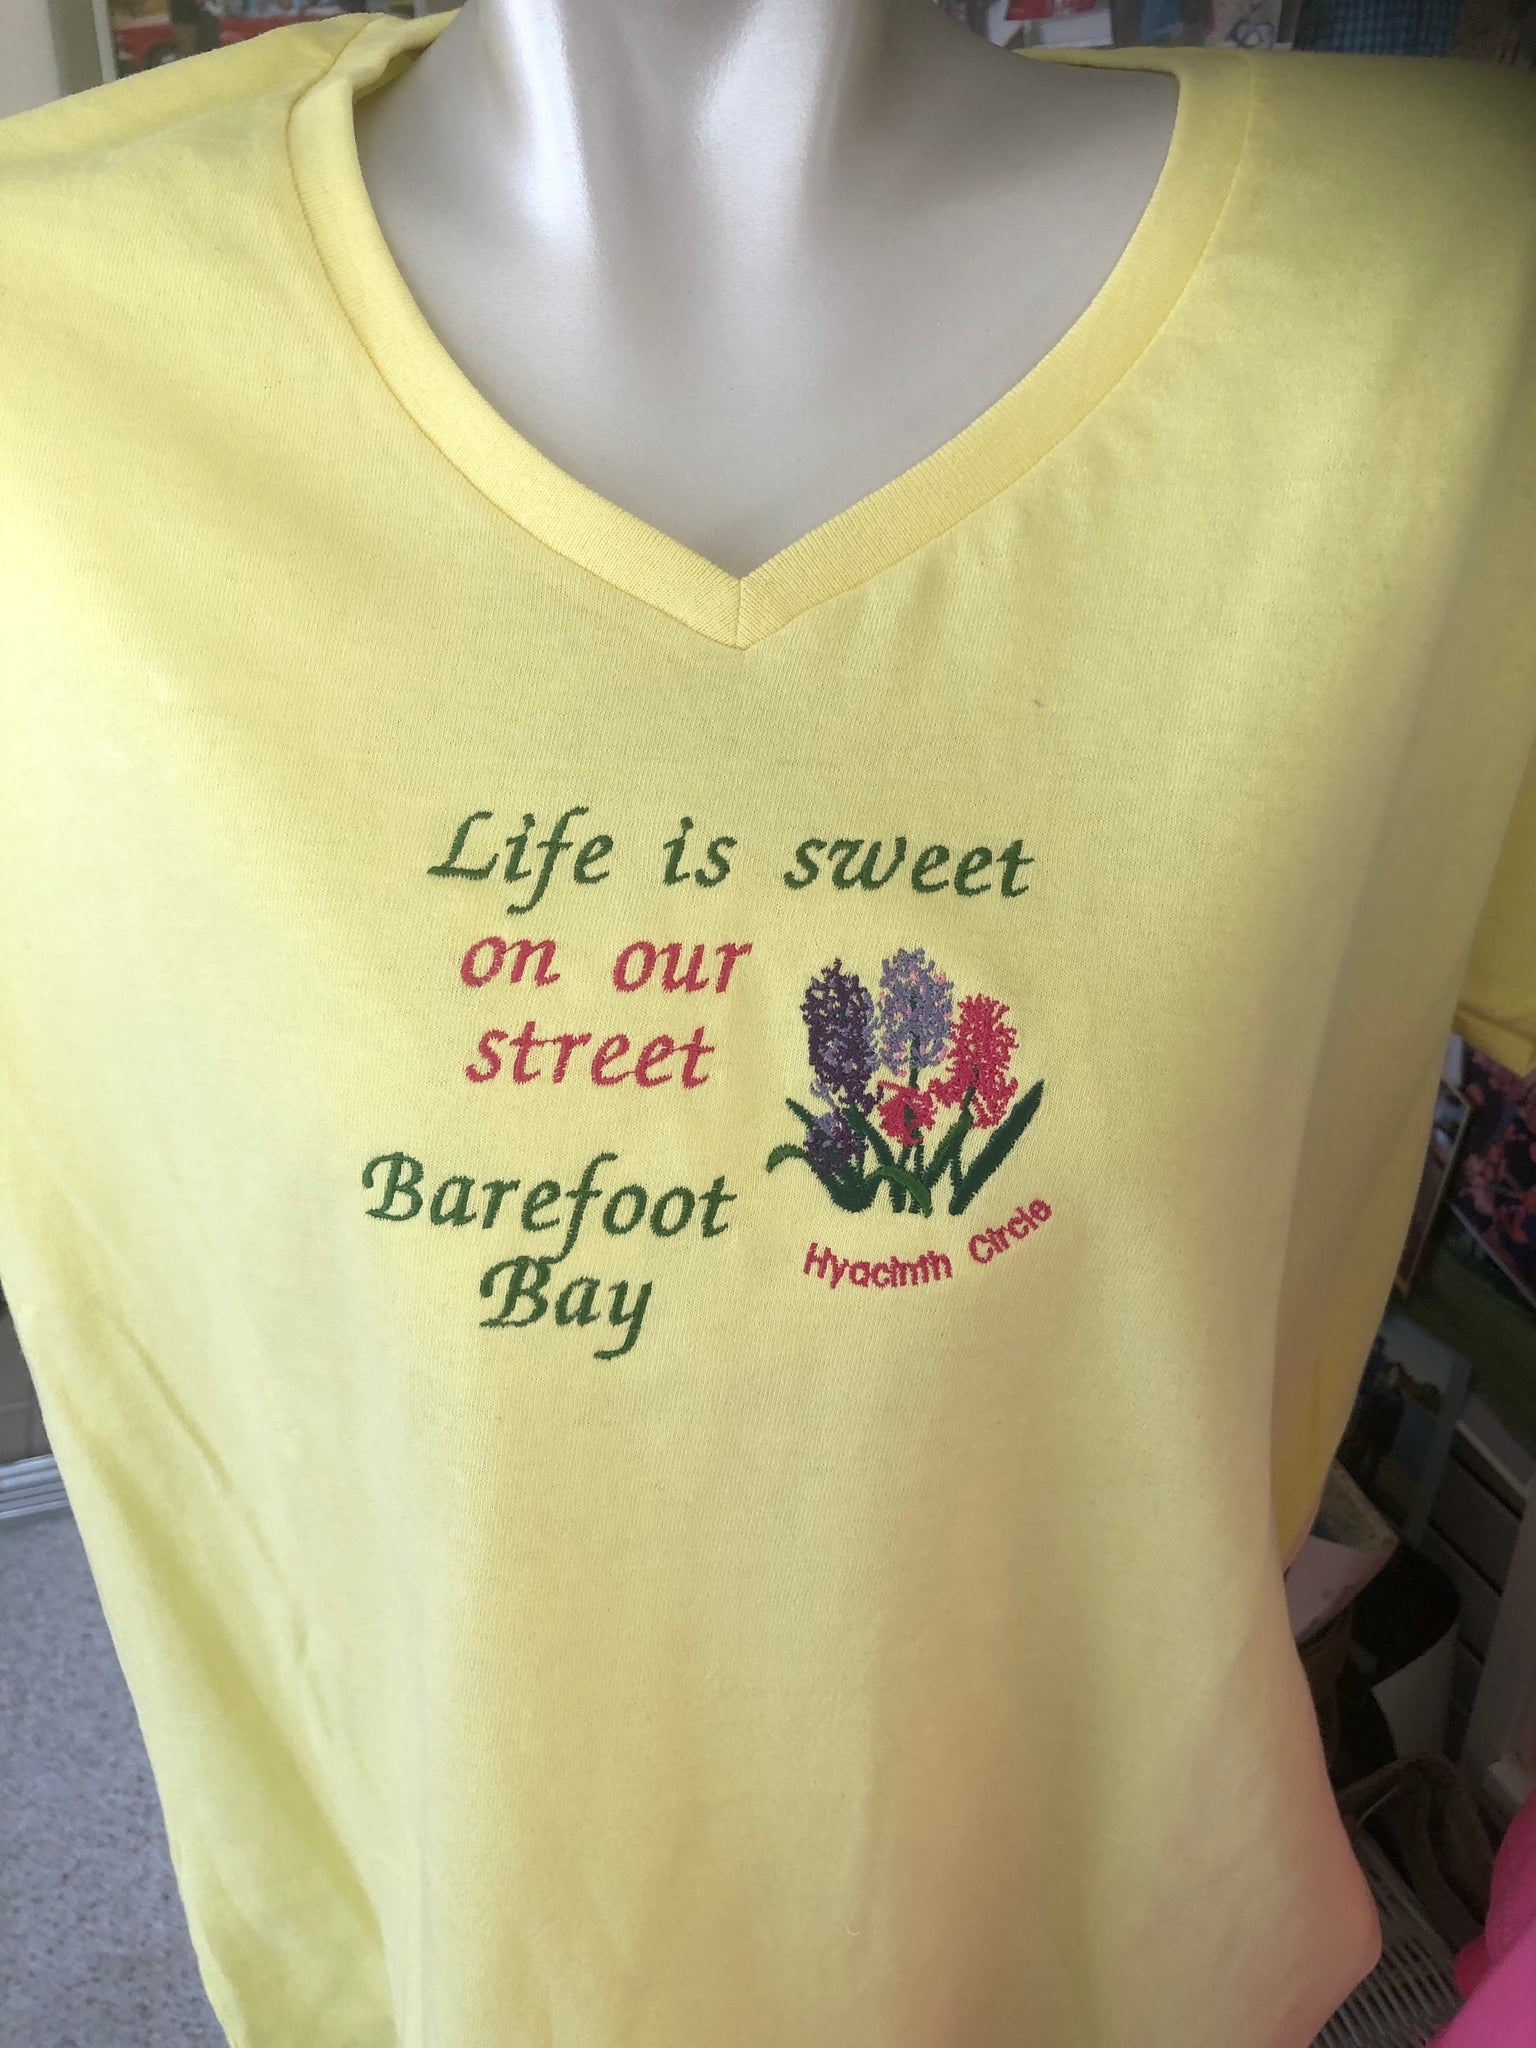 Life is sweet
on our
street
Barefoot
Bay
Hyacinth Circle